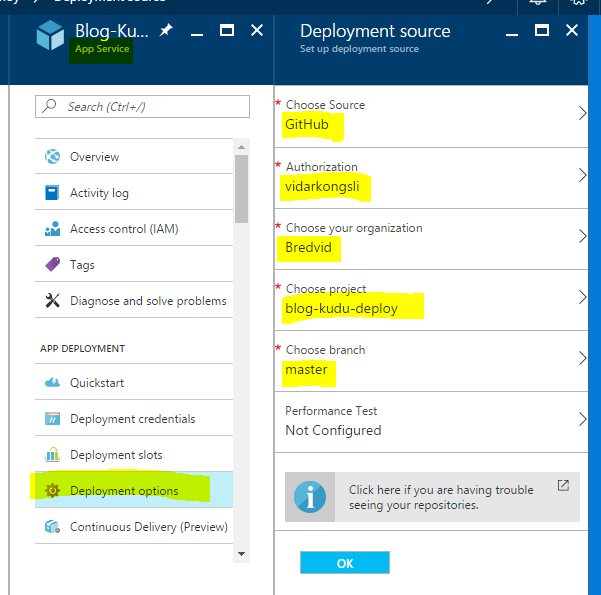 Blog-Ku...
App Service
Search (Ctrl+/)
Overview
Activity log
Access control (IAM)
Tags
Diagnose and solve problems
APP DEPLOYMENT
Quickstart
Deployment credentials
Deployment slots
Deployment options
Continuous Delivery (Preview)
Deployment source
Set up deployment source
* Choose Source
GitHub
* Authorization
vidarkongsli
* Choose your organization
Bredvid
* Choose project
blog-kudu-deploy
* Choose branch
master
Performance Test
Not Configured
Click here if you are having trouble
seeing your repositories.
OK